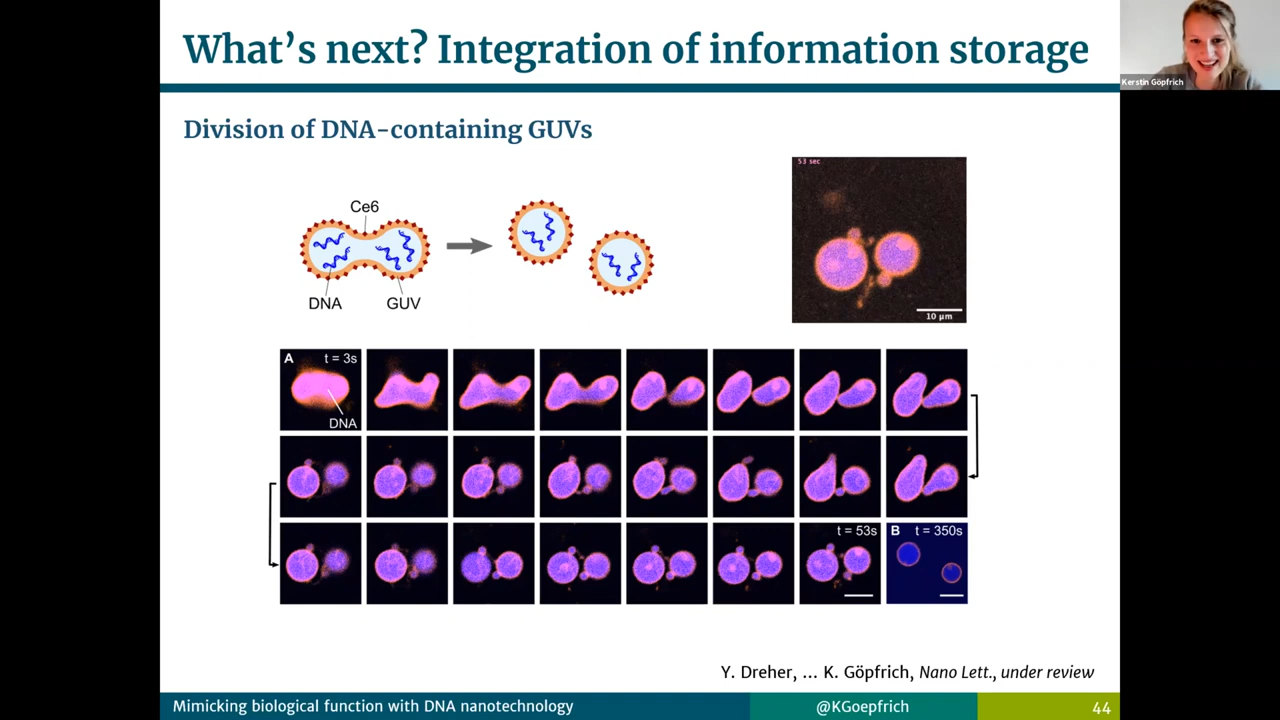 What's next? Integration of information storage
Kerstin Göpfrich
Division of DNA-containing GUVs
53 sec
Ce6
DNA
GUV
10 µm
A
t = 3s
DNA
t = 53s
B
t = 350s
Y. Dreher, ... K. Göpfrich, Nano Lett., under review
Mimicking biological function with DNA nanotechnology
@KGoepfrich
44